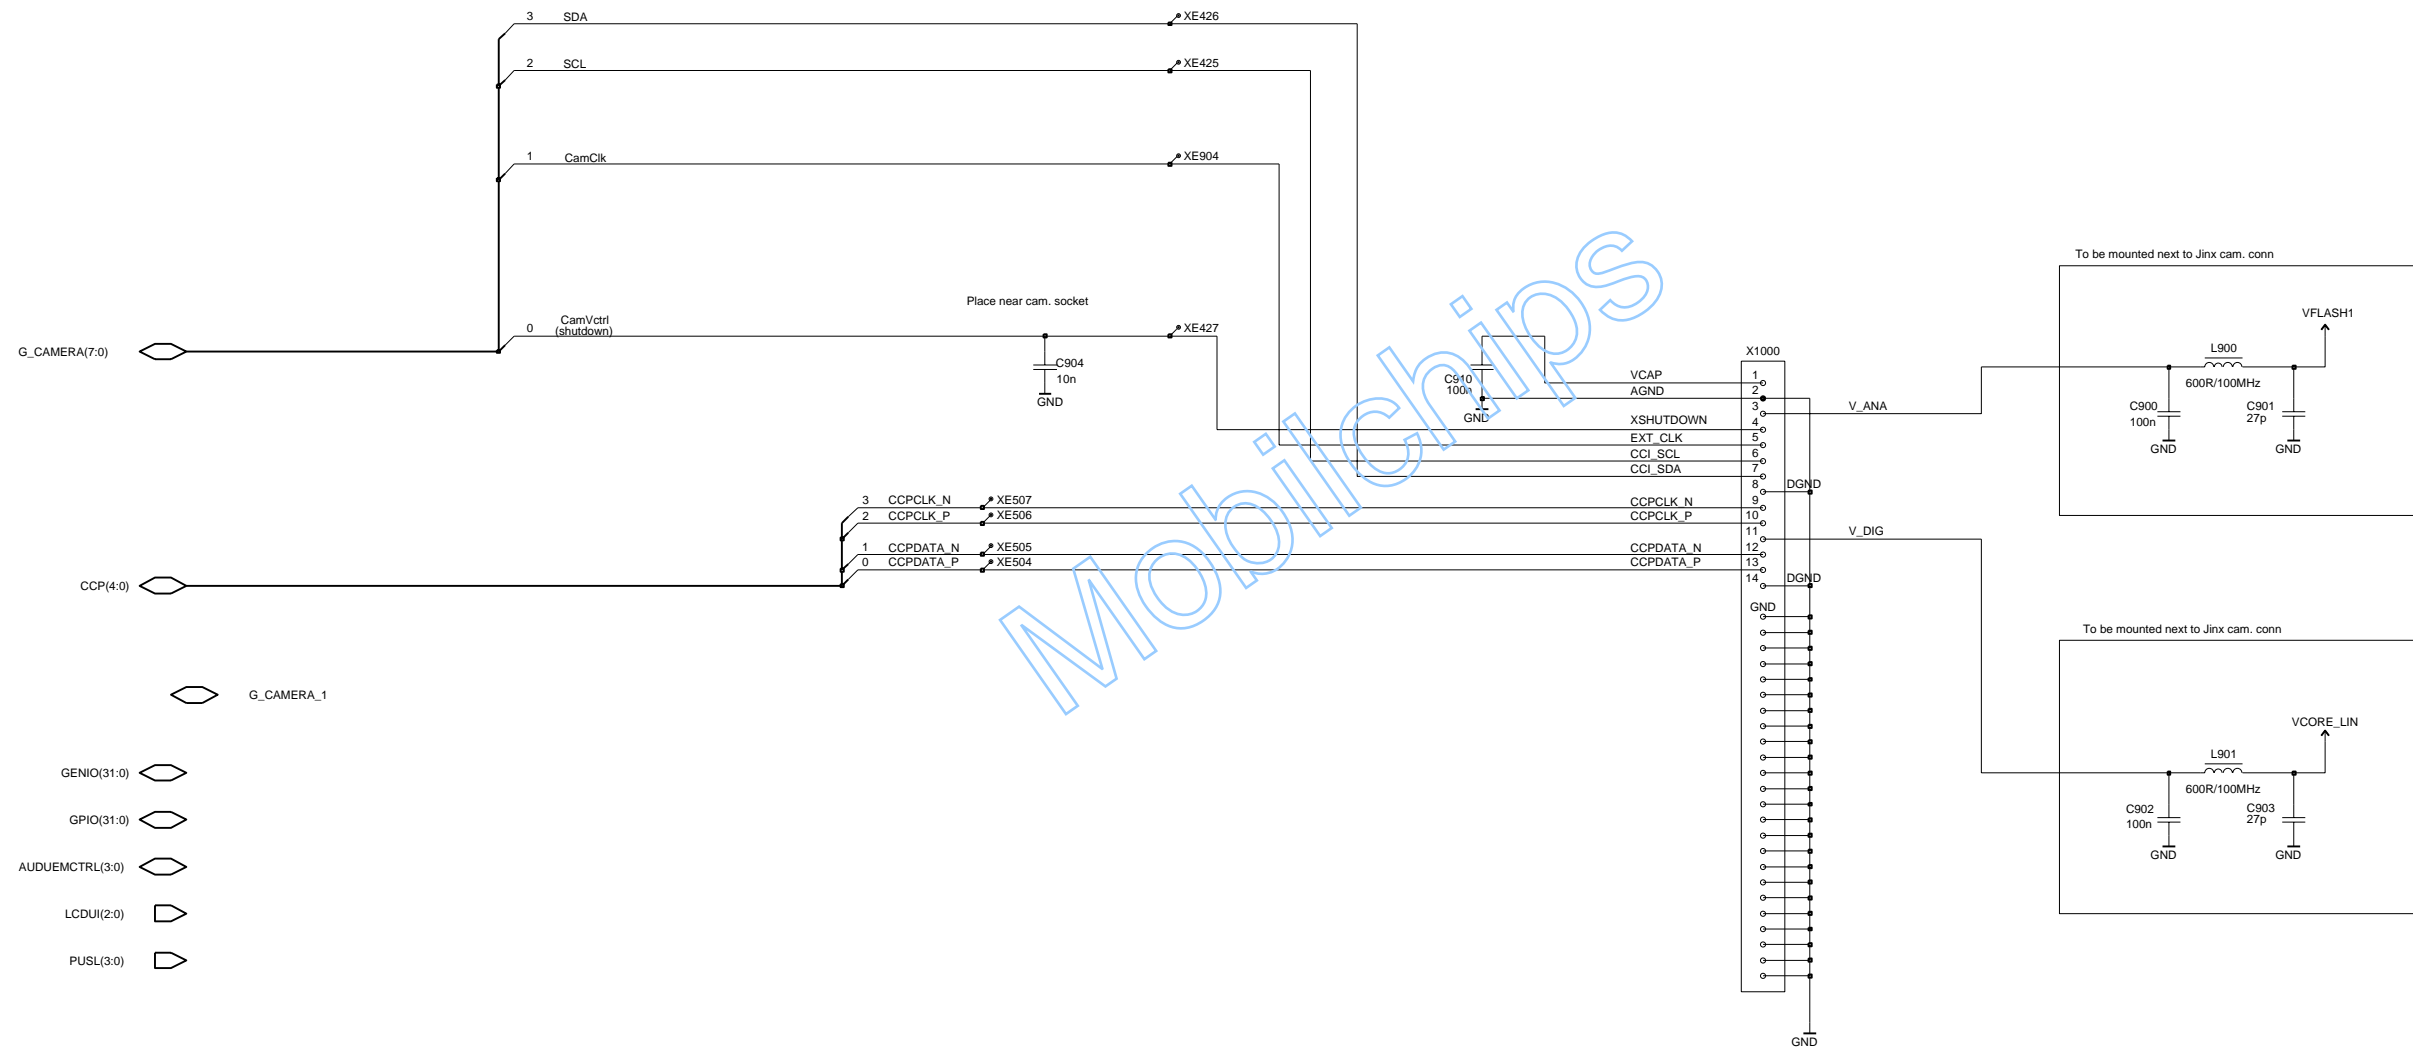 3 SDA
XE426
2 SCL
XE425
1 CamClk
XE904
Place near cam. socket
0 CamVctrl
(shutdown)
XE427
G_CAMERA(7:0)
C904
10n
GND
C910
100n
GND
X1000
VCAP 1
AGND 2
3 V_ANA
XSHUTDOWN 4
EXT_CLK 5
CCI_SCL 6
CCI_SDA 7
8 DGND
3 CCPCLK_N XE507 CCPCLK_N 9
2 CCPCLK_P XE506 CCPCLK_P 10
11 V_DIG
1 CCPDATA_N XE505 CCPDATA_N 12
0 CCPDATA_P XE504 CCPDATA_P 13
14 DGND
CCP(4:0)
GND
GND
To be mounted next to Jinx cam. conn
VFLASH1
L900
600R/100MHz
C900
100n
GND
C901
27p
GND
To be mounted next to Jinx cam. conn
VCORE_LIN
L901
600R/100MHz
C902
100n
GND
C903
27p
GND
G_CAMERA_1
GENIO(31:0)
GPIO(31:0)
AUDUEMCTRL(3:0)
LCDUI(2:0)
PUSL(3:0)
Mobilchips